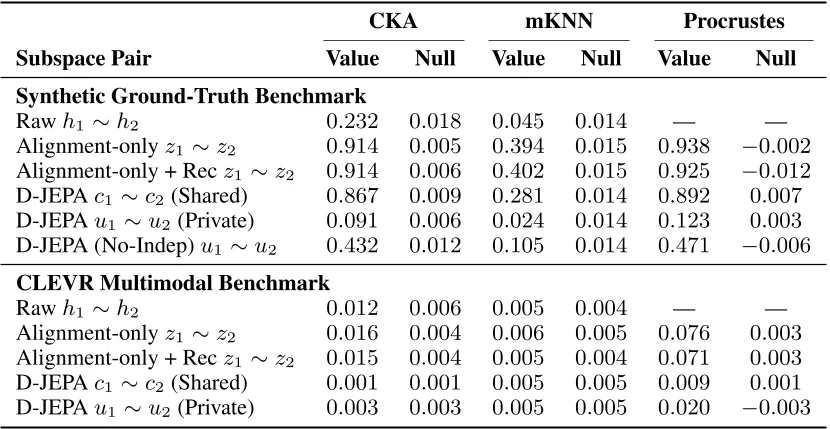 CKA mKNN Procrustes
Subspace Pair Value Null Value Null Value Null
Synthetic Ground-Truth Benchmark
Raw h₁ ∼ h₂ 0.232 0.018 0.045 0.014 — —
Alignment-only z₁ ∼ z₂ 0.914 0.005 0.394 0.015 0.938 −0.002
Alignment-only + Rec z₁ ∼ z₂ 0.914 0.006 0.402 0.015 0.925 −0.012
D-JEPA c₁ ∼ c₂ (Shared) 0.867 0.009 0.281 0.014 0.892 0.007
D-JEPA u₁ ∼ u₂ (Private) 0.091 0.006 0.024 0.014 0.123 0.003
D-JEPA (No-Indep) u₁ ∼ u₂ 0.432 0.012 0.105 0.014 0.471 −0.006
CLEVR Multimodal Benchmark
Raw h₁ ∼ h₂ 0.012 0.006 0.005 0.004 — —
Alignment-only z₁ ∼ z₂ 0.016 0.004 0.006 0.005 0.076 0.003
Alignment-only + Rec z₁ ∼ z₂ 0.015 0.004 0.005 0.004 0.071 0.003
D-JEPA c₁ ∼ c₂ (Shared) 0.001 0.001 0.005 0.005 0.009 0.001
D-JEPA u₁ ∼ u₂ (Private) 0.003 0.003 0.005 0.005 0.020 −0.003